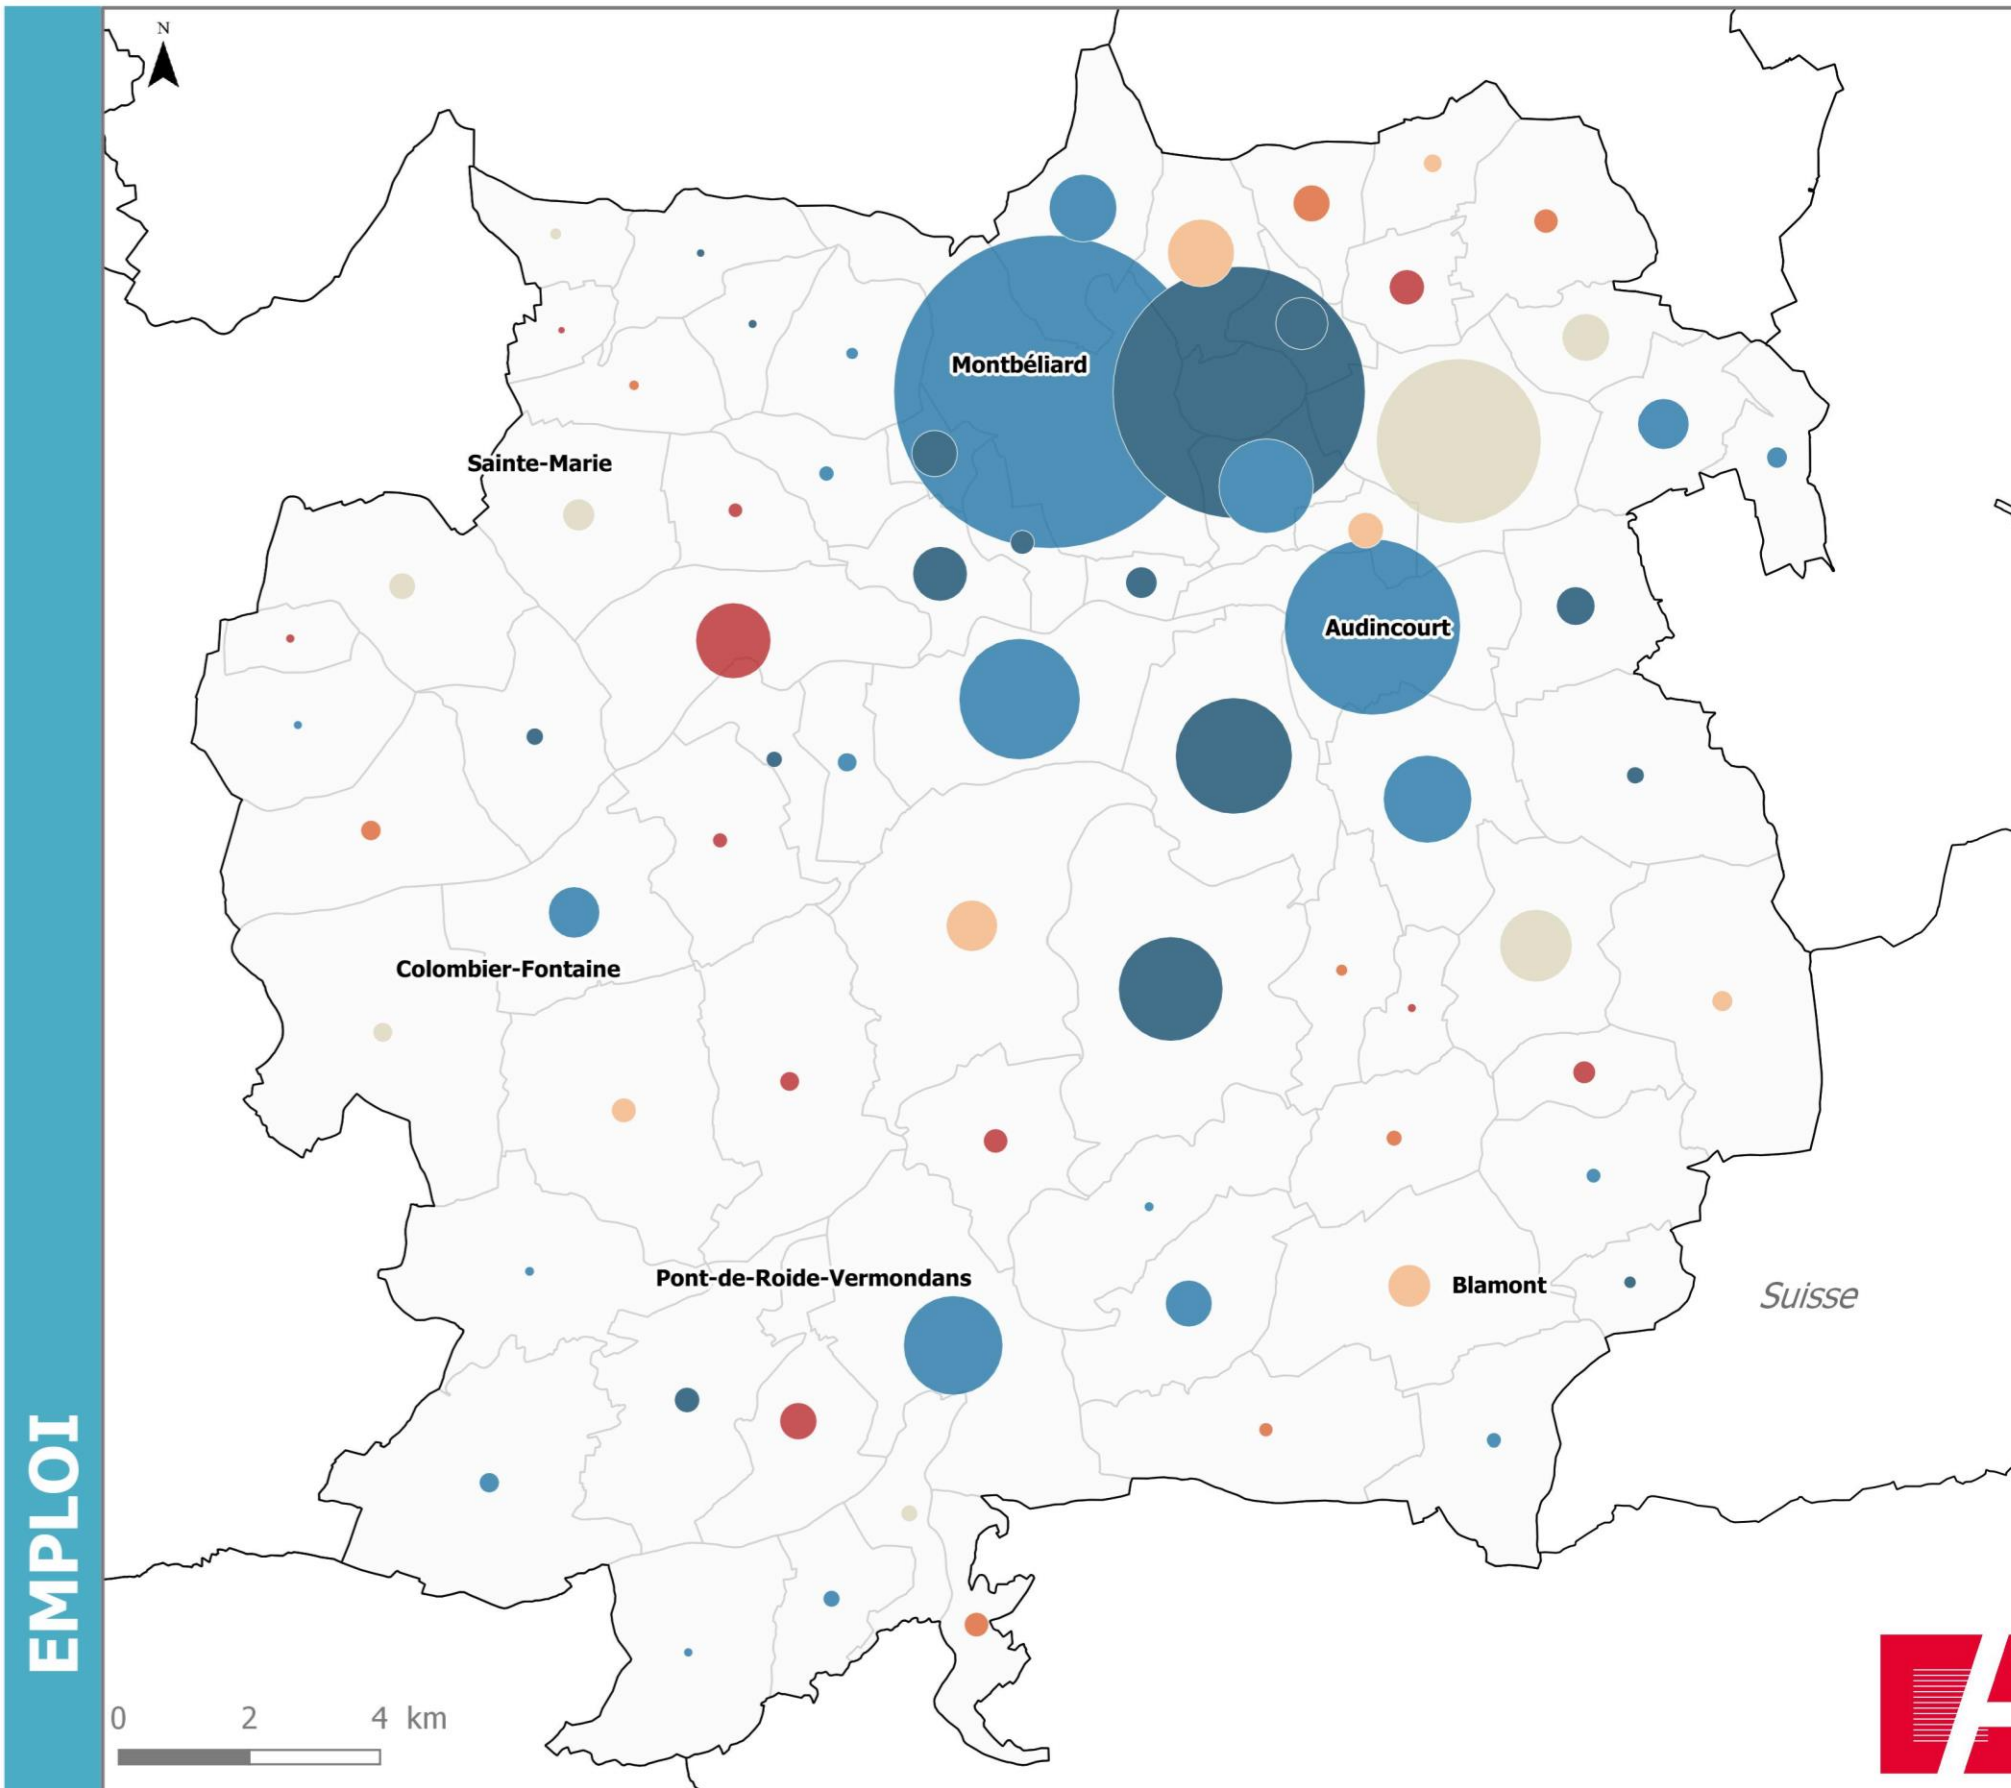 N
Montbéliard
Sainte-Marie
Audincourt
Colombier-Fontaine
Pont-de-Roide-Vermondans
Blamont
Suisse
EMPLOI
0 2 4 km
A